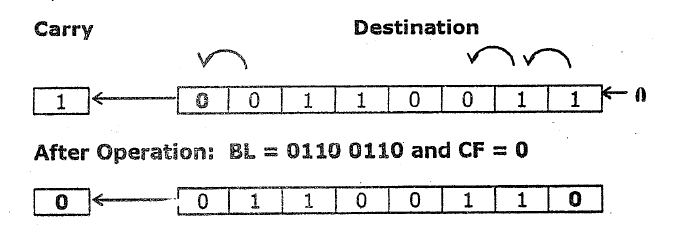 Carry Destination
1 0 0 1 1 0 0 1 1 0
After Operation: BL = 0110 0110 and CF = 0
0 0 1 1 0 0 1 1 0